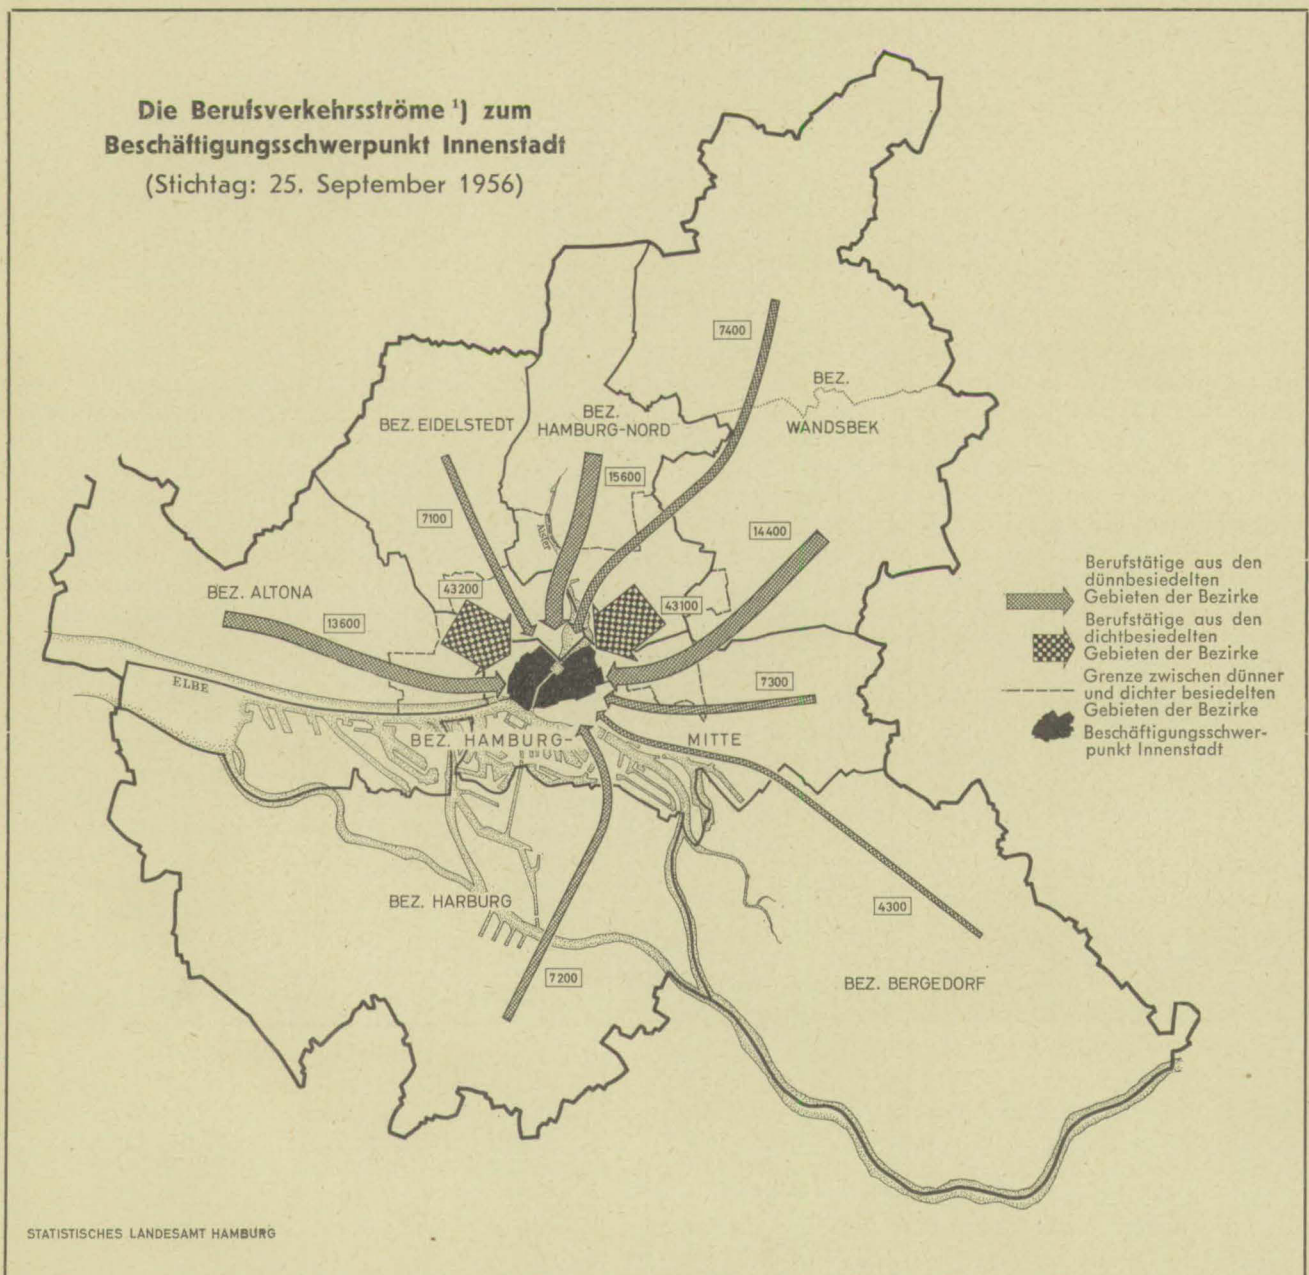 Die Berufsverkehrsströme ¹) zum
Beschäftigungsschwerpunkt Innenstadt
(Stichtag: 25. September 1956)
7400
BEZ.
WANDSBEK
BEZ. EIDELSTEDT
BEZ.
HAMBURG-NORD
15600
7100
Alster
14400
43200
43100
BEZ. ALTONA
13600
ELBE
7300
BEZ. HAMBURG-
MITTE
BEZ. HARBURG
4300
7200
BEZ. BERGEDORF
Berufstätige aus den
dünnbesiedelten
Gebieten der Bezirke
Berufstätige aus den
dichtbesiedelten
Gebieten der Bezirke
Grenze zwischen dünner
und dichter besiedelten
Gebieten der Bezirke
Beschäftigungsschwer-
punkt Innenstadt
STATISTISCHES LANDESAMT HAMBURG